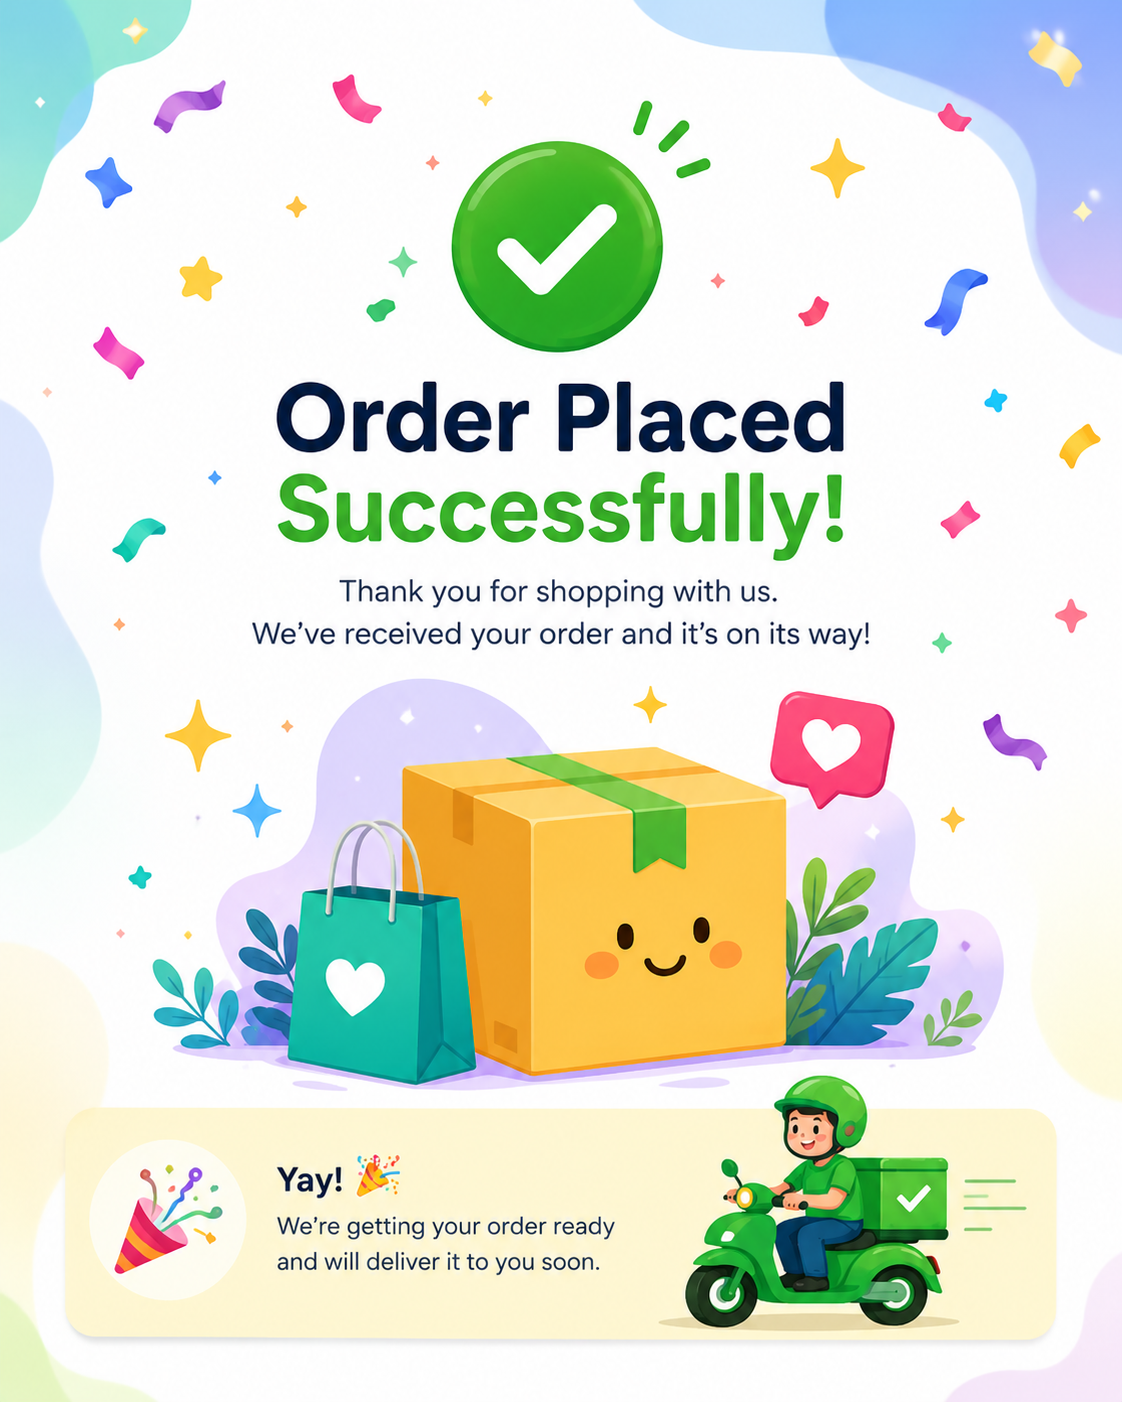 Order Placed
Successfully!
Thank you for shopping with us.
We’ve received your order and it’s on its way!
Yay! 🎉
We’re getting your order ready
and will deliver it to you soon.